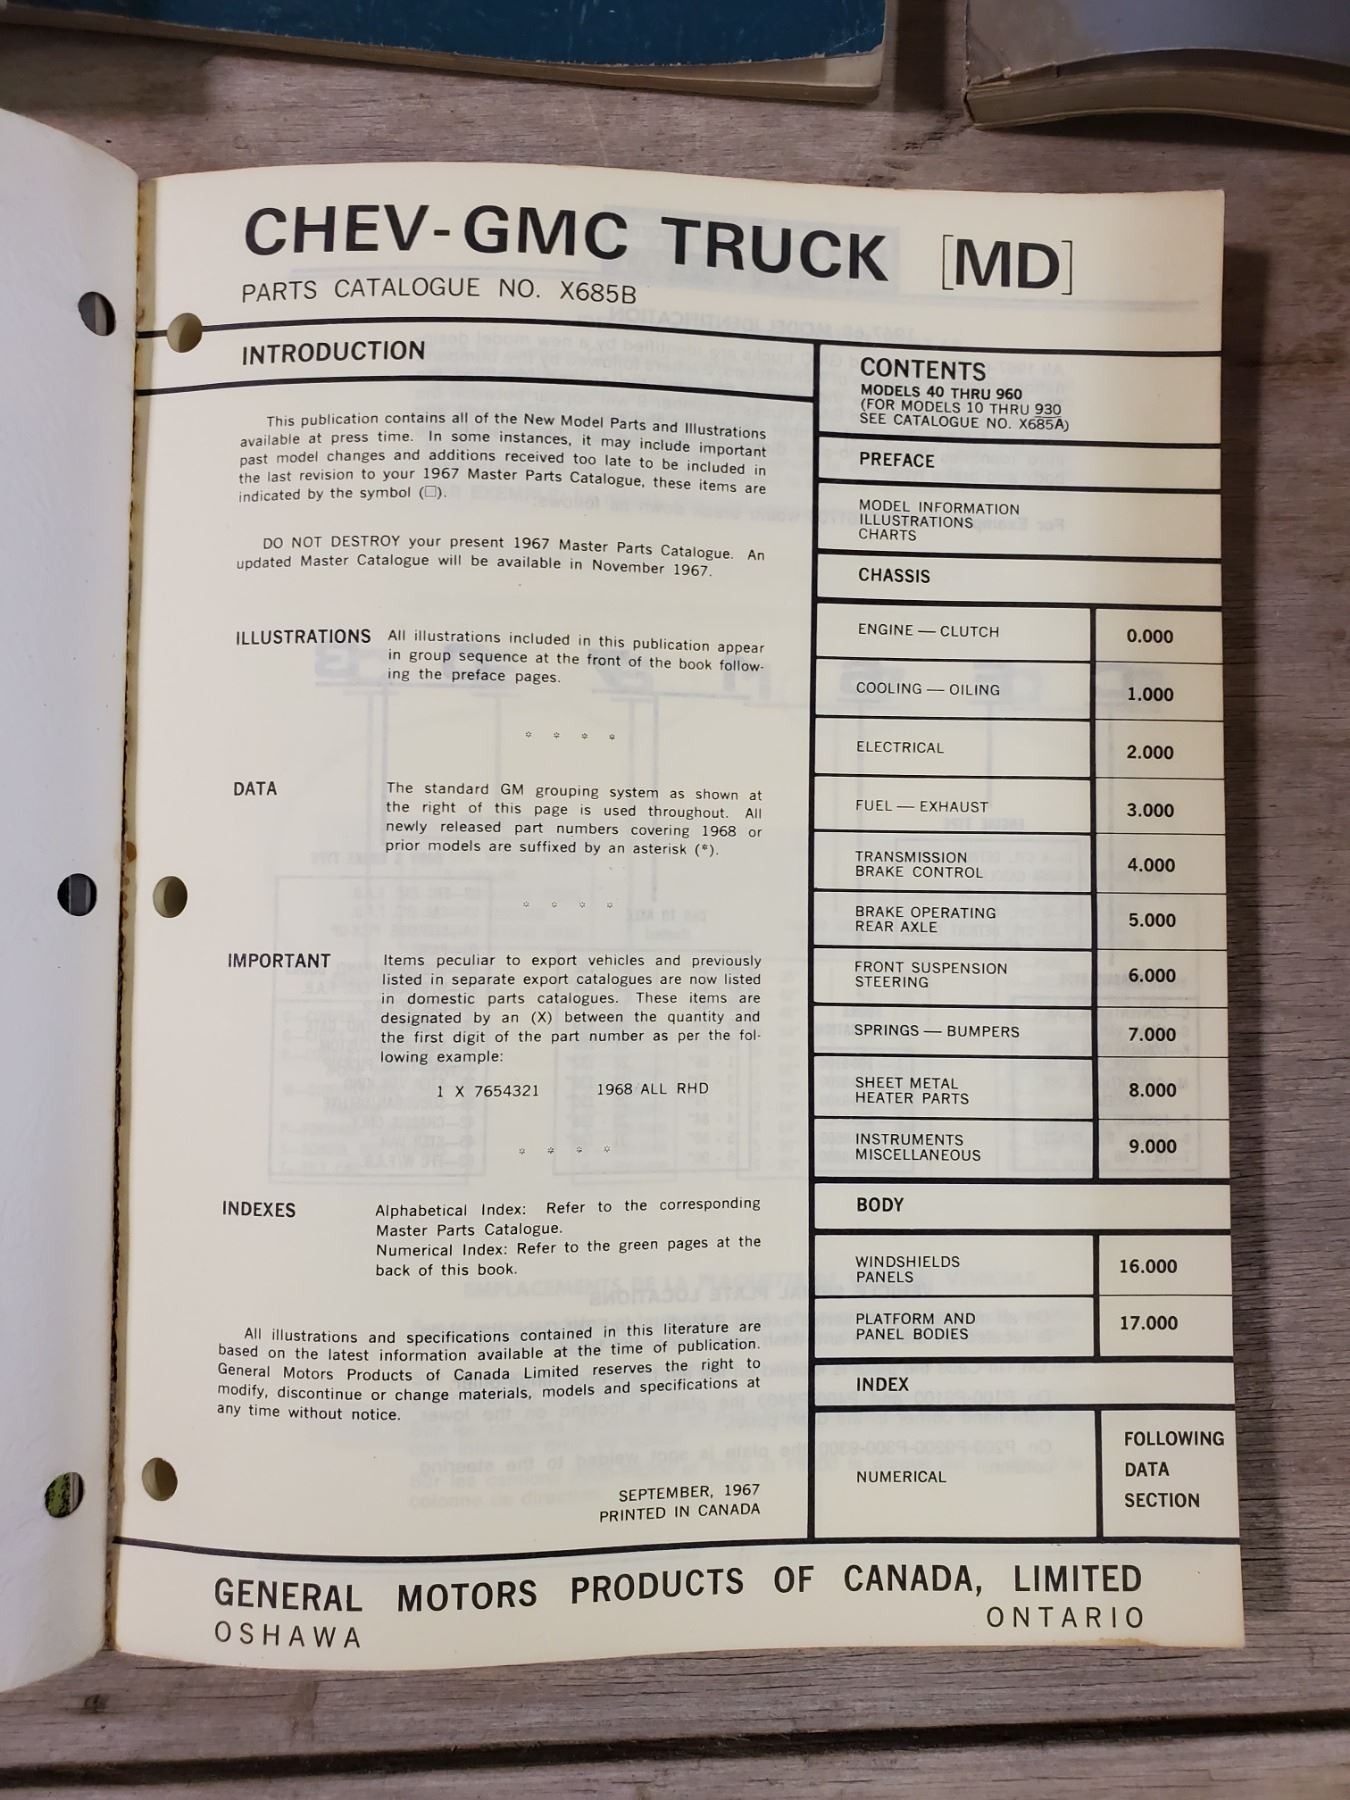 CHEV-GMC TRUCK [MD]
PARTS CATALOGUE NO. X685B
INTRODUCTION
This publication contains all of the New Model Parts and Illustrations
available at press time. In some instances, it may include important
past model changes and additions received too late to be included in
the last revision to your 1967 Master Parts Catalogue, these items are
indicated by the symbol (□).
DO NOT DESTROY your present 1967 Master Parts Catalogue. An
updated Master Catalogue will be available in November 1967.
ILLUSTRATIONS All illustrations included in this publication appear
in group sequence at the front of the book follow-
ing the preface pages.
* * * *
DATA The standard GM grouping system as shown at
the right of this page is used throughout. All
newly released part numbers covering 1968 or
prior models are suffixed by an asterisk (*).
* * * *
IMPORTANT Items peculiar to export vehicles and previously
listed in separate export catalogues are now listed
in domestic parts catalogues. These items are
designated by an (X) between the quantity and
the first digit of the part number as per the fol-
lowing example:
1 X 7654321 1968 ALL RHD
* * * *
INDEXES Alphabetical Index: Refer to the corresponding
Master Parts Catalogue.
Numerical Index: Refer to the green pages at the
back of this book.
All illustrations and specifications contained in this literature are
based on the latest information available at the time of publication.
General Motors Products of Canada Limited reserves the right to
modify, discontinue or change materials, models and specifications at
any time without notice.
SEPTEMBER, 1967
PRINTED IN CANADA
CONTENTS
MODELS 40 THRU 960
(FOR MODELS 10 THRU 930
SEE CATALOGUE NO. X685A)
PREFACE
MODEL INFORMATION
ILLUSTRATIONS
CHARTS
CHASSIS
ENGINE — CLUTCH 0.000
COOLING — OILING 1.000
ELECTRICAL 2.000
FUEL — EXHAUST 3.000
TRANSMISSION
BRAKE CONTROL 4.000
BRAKE OPERATING
REAR AXLE 5.000
FRONT SUSPENSION
STEERING 6.000
SPRINGS — BUMPERS 7.000
SHEET METAL
HEATER PARTS 8.000
INSTRUMENTS
MISCELLANEOUS 9.000
BODY
WINDSHIELDS
PANELS 16.000
PLATFORM AND
PANEL BODIES 17.000
INDEX
NUMERICAL
FOLLOWING
DATA
SECTION
GENERAL MOTORS PRODUCTS OF CANADA, LIMITED
OSHAWA ONTARIO